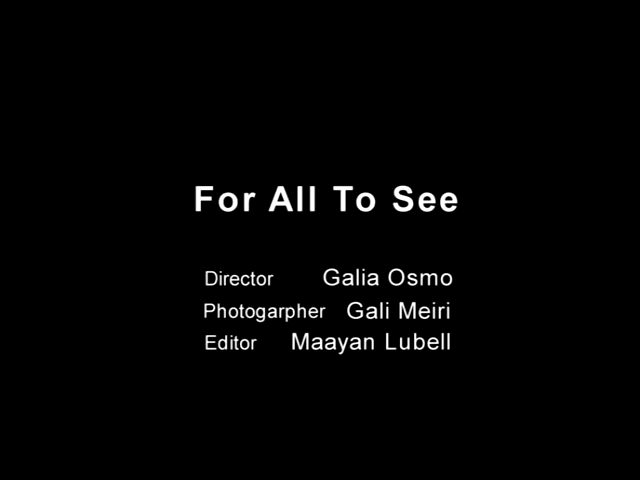 For All To See
Director Galia Osmo
Photogarpher Gali Meiri
Editor Maayan Lubell